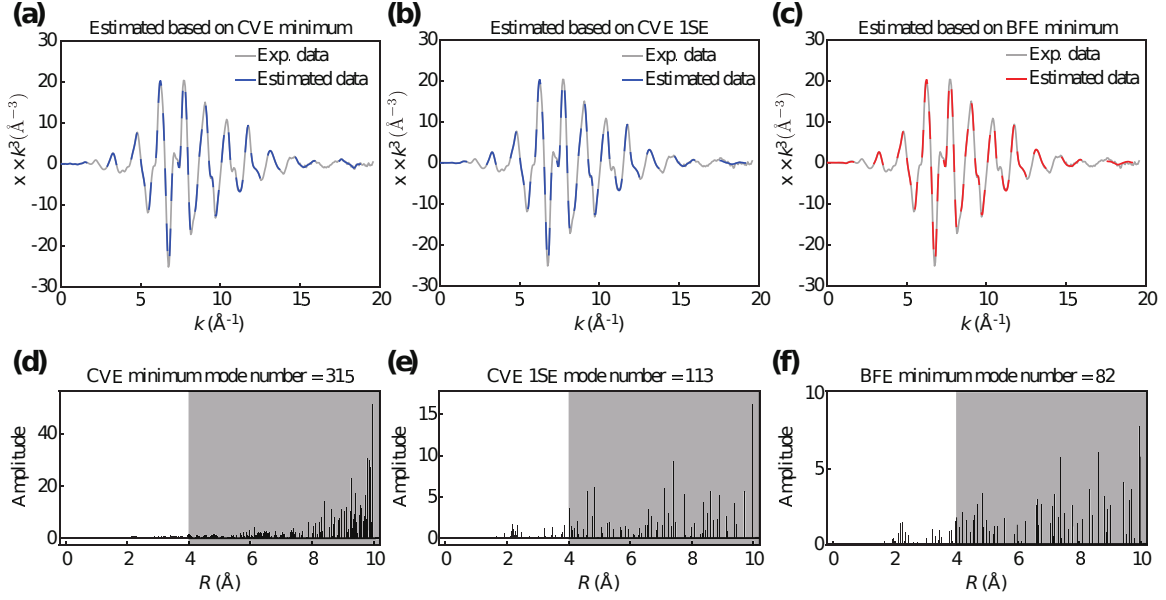 (a)
Estimated based on CVE minimum
Exp. data
Estimated data
30
20
10
0
-10
-20
-30
x × k³(Å⁻³)
0 5 10 15 20
k (Å⁻¹)
(b)
Estimated based on CVE 1SE
Exp. data
Estimated data
30
20
10
0
-10
-20
-30
x × k³(Å⁻³)
0 5 10 15 20
k (Å⁻¹)
(c)
Estimated based on BFE minimum
Exp. data
Estimated data
30
20
10
0
-10
-20
-30
x × k³(Å⁻³)
0 5 10 15 20
k (Å⁻¹)
(d)
CVE minimum mode number = 315
40
20
0
Amplitude
0 2 4 6 8 10
R (Å)
(e)
CVE 1SE mode number = 113
15
10
5
0
Amplitude
0 2 4 6 8 10
R (Å)
(f)
BFE minimum mode number = 82
10
5
0
Amplitude
0 2 4 6 8 10
R (Å)